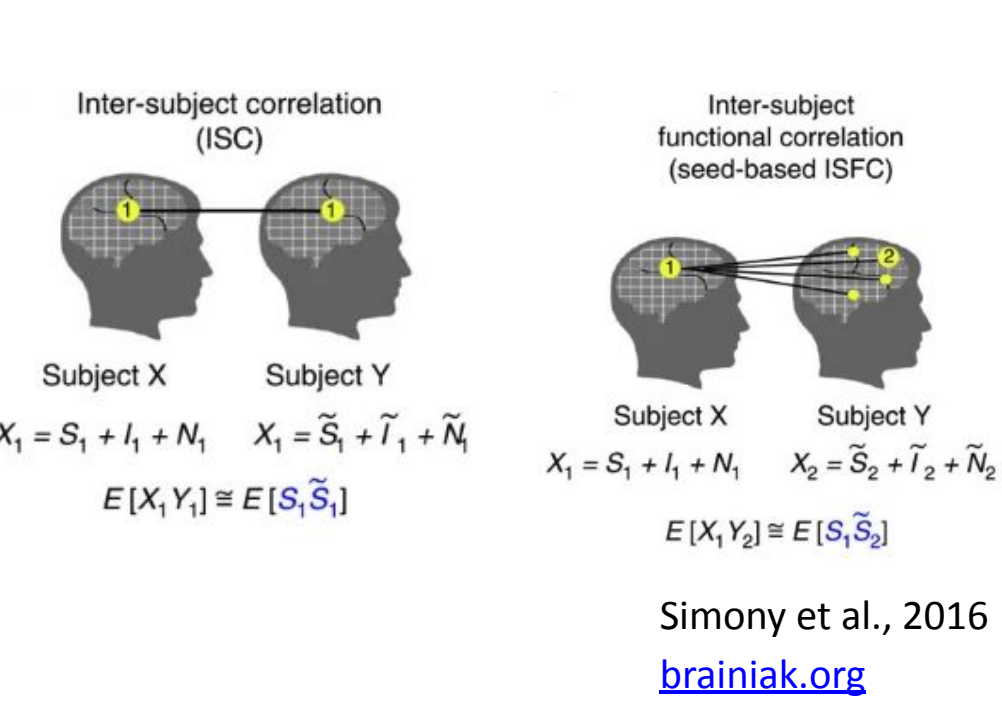 Inter-subject correlation
(ISC)
1
1
Subject X
Subject Y
X₁ = S₁ + I₁ + N₁
X₁ = S̃₁ + Ĩ₁ + Ñ₁
E[X₁Y₁] ≅ E[S₁S̃₁]
Inter-subject
functional correlation
(seed-based ISFC)
1
2
Subject X
Subject Y
X₁ = S₁ + I₁ + N₁
X₂ = S̃₂ + Ĩ₂ + Ñ₂
E[X₁Y₂] ≅ E[S₁S̃₂]
Simony et al., 2016
brainiak.org